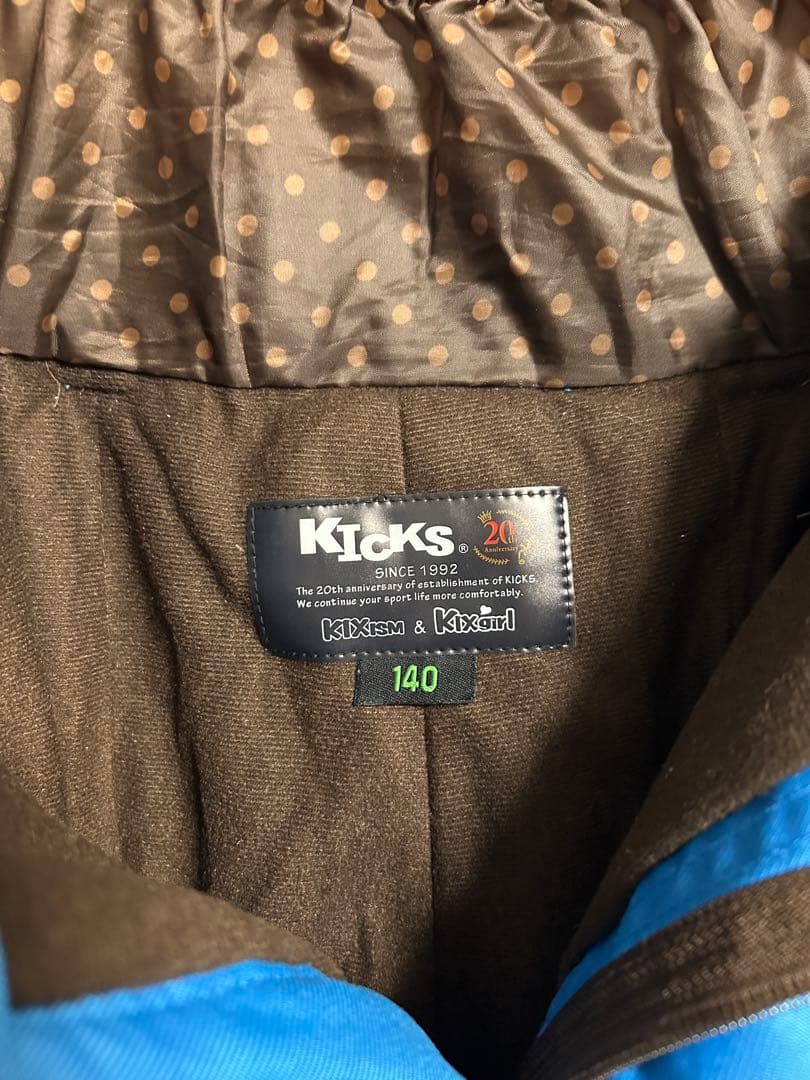 KICKS®
20th
Anniversary
SINCE 1992
The 20th anniversary of establishment of KICKS
We continue your sport life more comfortably.
KIXISM & KIXgirl
140